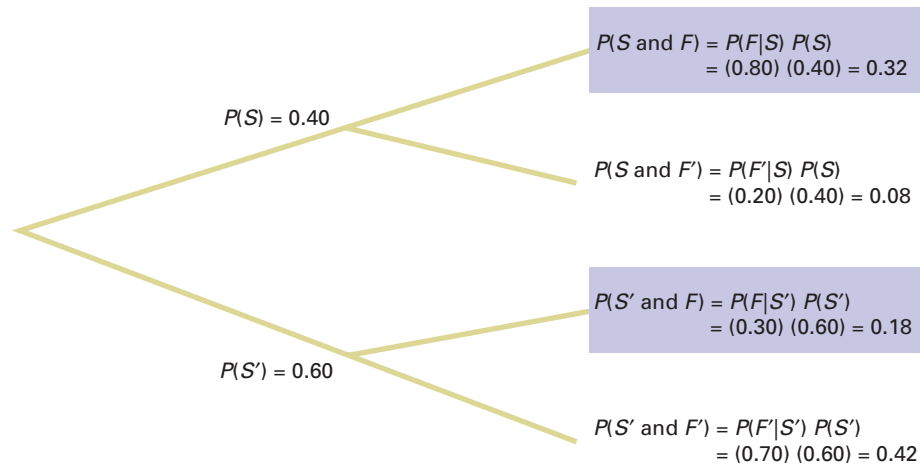 P(S and F) = P(F|S) P(S)
= (0.80) (0.40) = 0.32
P(S) = 0.40
P(S and F′) = P(F′|S) P(S)
= (0.20) (0.40) = 0.08
P(S′ and F) = P(F|S′) P(S′)
= (0.30) (0.60) = 0.18
P(S′) = 0.60
P(S′ and F′) = P(F′|S′) P(S′)
= (0.70) (0.60) = 0.42